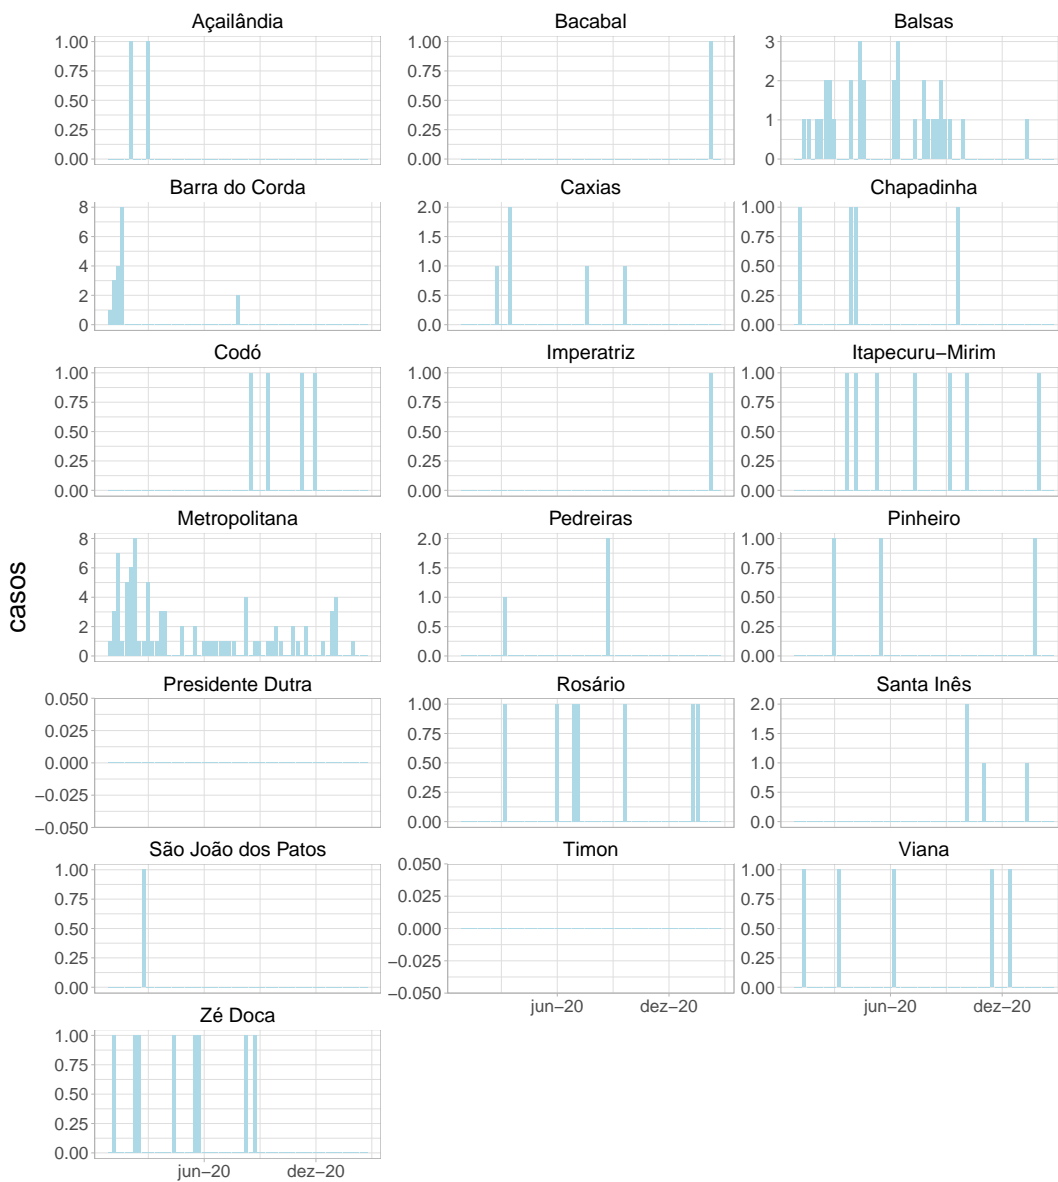 Açailândia Bacabal Balsas
1.00 1.00 3
0.75 0.75 2
0.50 0.50
0.25 0.25 1
0.00 0.00 0
Barra do Corda Caxias Chapadinha
8 2.0 1.00
6 1.5 0.75
4 1.0 0.50
2 0.5 0.25
0 0.0 0.00
Codó Imperatriz Itapecuru−Mirim
1.00 1.00 1.00
0.75 0.75 0.75
0.50 0.50 0.50
0.25 0.25 0.25
0.00 0.00 0.00
casos
Metropolitana Pedreiras Pinheiro
8 2.0 1.00
6 1.5 0.75
4 1.0 0.50
2 0.5 0.25
0 0.0 0.00
Presidente Dutra Rosário Santa Inês
0.050 1.00 2.0
0.025 0.75 1.5
0.000 0.50 1.0
−0.025 0.25 0.5
−0.050 0.00 0.0
São João dos Patos Timon Viana
1.00 0.050 1.00
0.75 0.025 0.75
0.50 0.000 0.50
0.25 −0.025 0.25
0.00 −0.050 0.00
jun−20 dez−20 jun−20 dez−20
Zé Doca
1.00
0.75
0.50
0.25
0.00
jun−20 dez−20